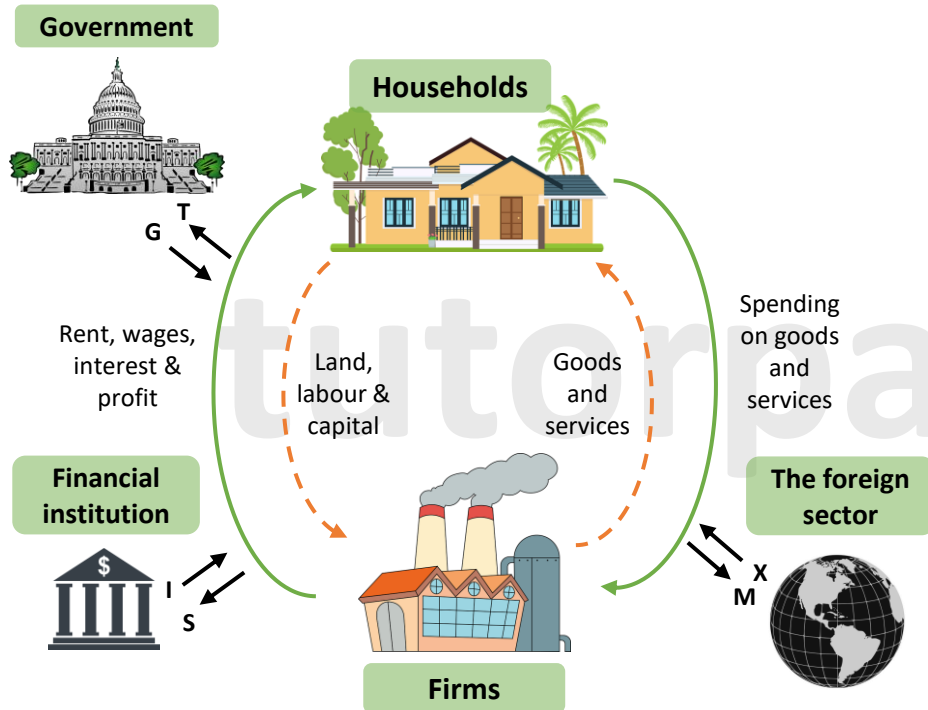 Government
Households
T
G
Rent, wages,
interest &
profit
Land,
labour &
capital
Goods
and
services
Spending
on goods
and
services
tutorpa
Financial
institution
$
I
S
The foreign
sector
X
M
Firms